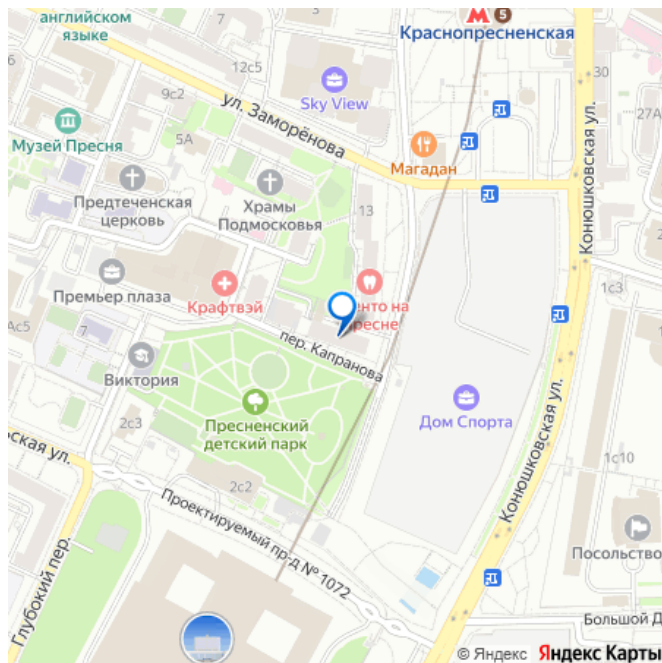 английском
языке
12с5
9с2
Sky View
5
Краснопресненская
30
27А
ул. Заморёнова
Музей Пресня
5А
Магадан
Конюшковская ул.
Предтеченская
церковь
Храмы
Подмосковья
13
Премьер плаза
Крафтвэй
1с3
Ас5
7
пер. Капранова
Виктория
Дом Спорта
Пресненский
детский парк
2с3
2с2
1с10
Конюшковская ул.
Проектируемый пр-д № 1072
Посольство
Глубокий пер.
Большой Д
© Яндекс Яндекс Карты